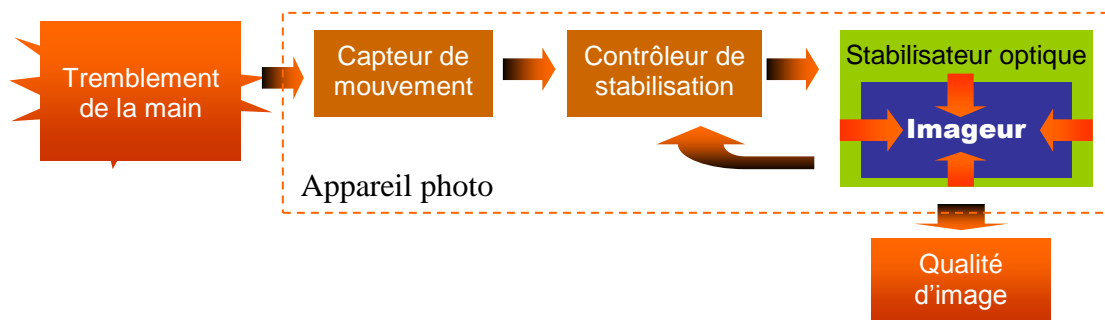 Tremblement
de la main
Capteur de
mouvement
Contrôleur de
stabilisation
Stabilisateur optique
Imageur
Appareil photo
Qualité
d'image